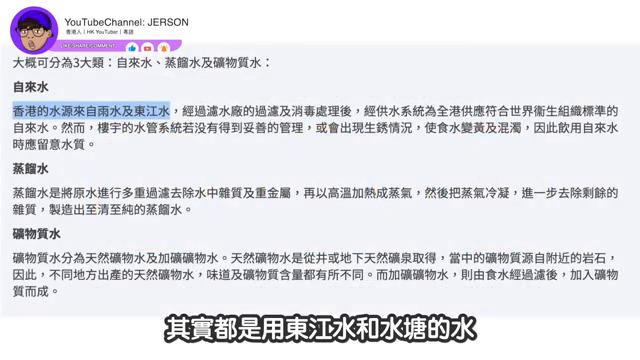 YouTubeChannel: JERSON
香港人 | HK YouTuber | 粵語
LIKE/SHARE/COMMENT
大概可分為3大類：自來水、蒸餾水及礦物質水：
自來水
香港的水源來自雨水及東江水，經過濾水廠的過濾及消毒處理後，經供水系統為全港供應符合世界衞生組織標準的
自來水。然而，樓宇的水管系統若没有得到妥善的管理，或會出現生銹情況，使食水變黃及混濁，因此飲用自來水
時應留意水質。
蒸餾水
蒸餾水是將原水進行多重過濾去除水中雜質及重金屬，再以高溫加熱成蒸氣，然後把蒸氣冷凝，進一步去除剩餘的
雜質，製造出至清至純的蒸餾水。
礦物質水
礦物質水分為天然礦物水及加礦礦物水。天然礦物水是從井或地下天然礦泉取得，當中的礦物質源自附近的岩石，
因此，不同地方出產的天然礦物水，味道及礦物質含量都有所不同。而加礦礦物水，則由食水經過濾後，加入礦物
質而成。
其實都是用東江水和水塘的水